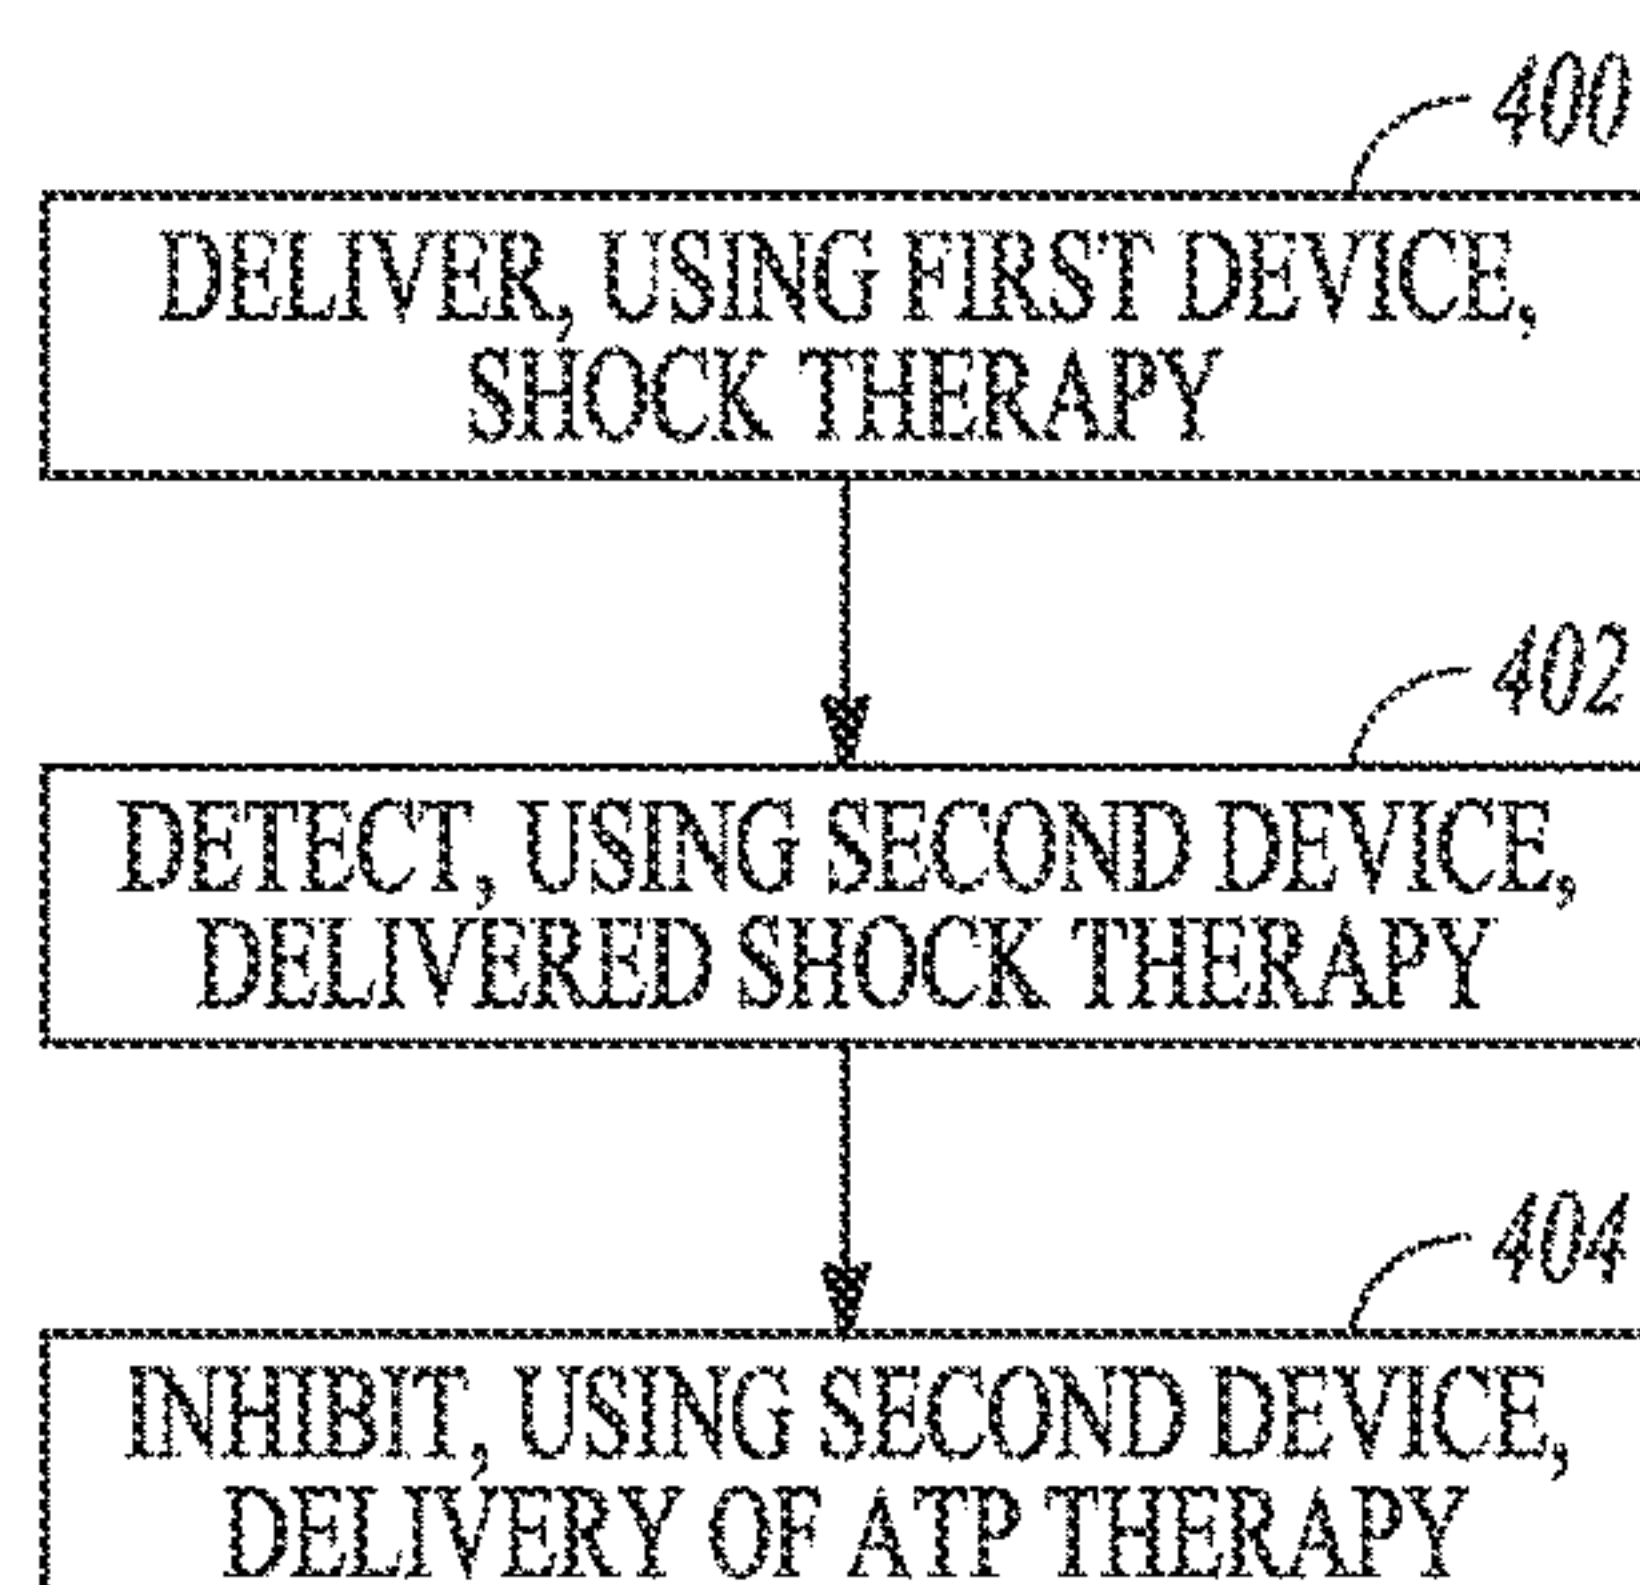 400
DELIVER, USING FIRST DEVICE,
SHOCK THERAPY
402
DETECT, USING SECOND DEVICE,
DELIVERED SHOCK THERAPY
404
INHIBIT, USING SECOND DEVICE,
DELIVERY OF ATP THERAPY